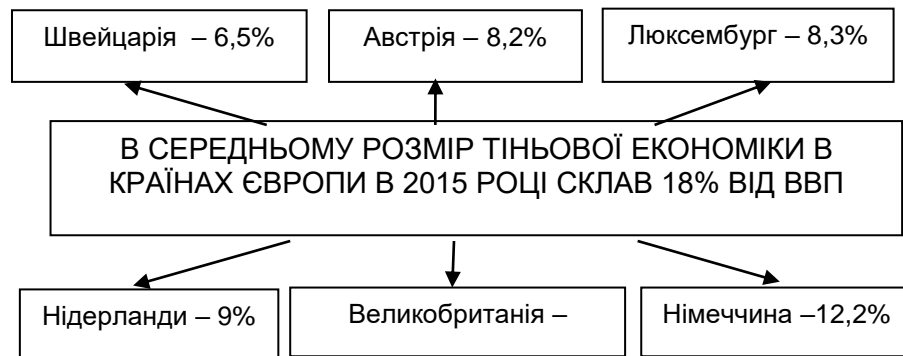 Швейцарія – 6,5%
Австрія – 8,2%
Люксембург – 8,3%
В СЕРЕДНЬОМУ РОЗМІР ТІНЬОВОЇ ЕКОНОМІКИ В
КРАЇНАХ ЄВРОПИ В 2015 РОЦІ СКЛАВ 18% ВІД ВВП
Нідерланди – 9%
Великобританія –
Німеччина –12,2%